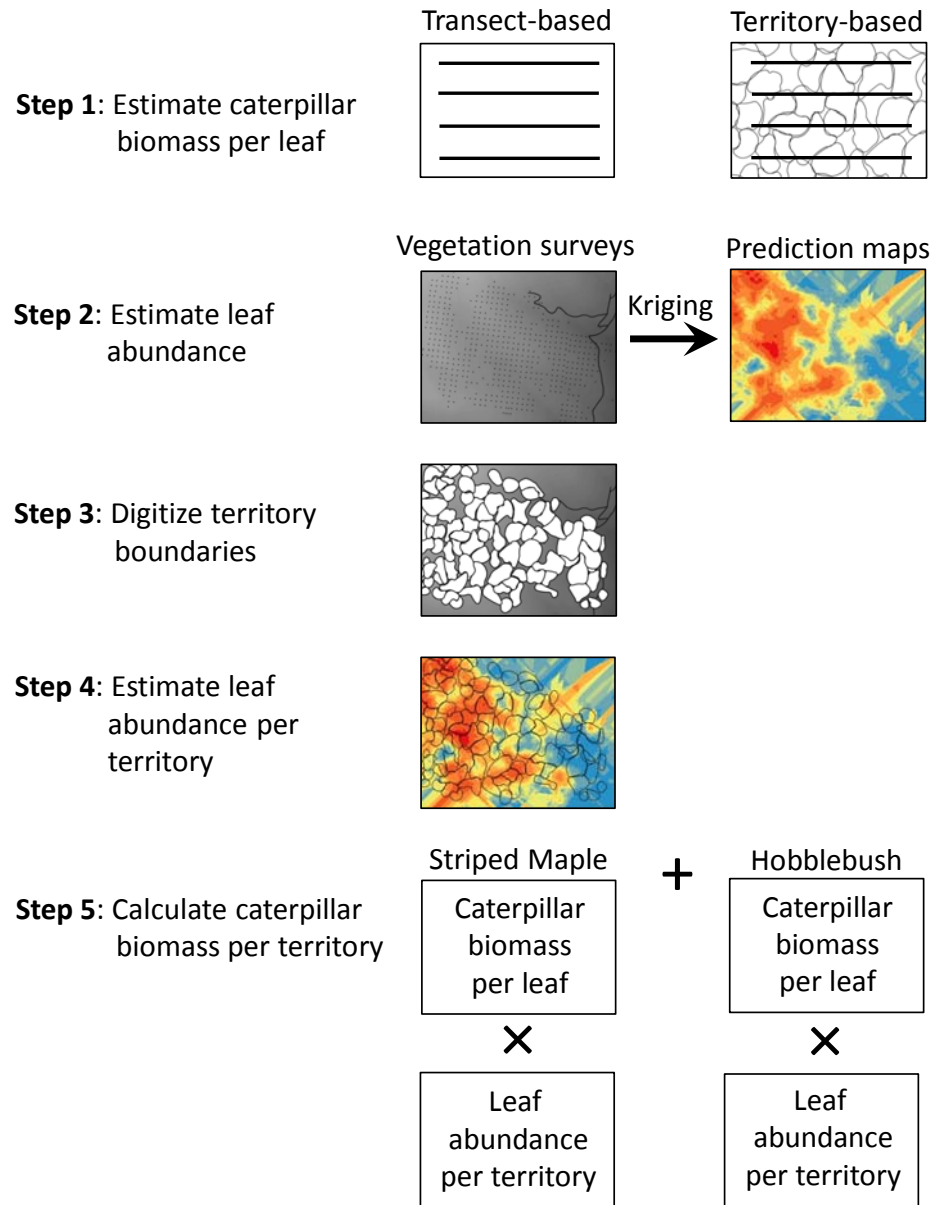 Transect-based
Territory-based
Step 1: Estimate caterpillar
biomass per leaf
Vegetation surveys
Prediction maps
Step 2: Estimate leaf
abundance
Kriging
Step 3: Digitize territory
boundaries
Step 4: Estimate leaf
abundance per
territory
Striped Maple
+
Hobblebush
Step 5: Calculate caterpillar
biomass per territory
Caterpillar
biomass
per leaf
Caterpillar
biomass
per leaf
×
×
Leaf
abundance
per territory
Leaf
abundance
per territory